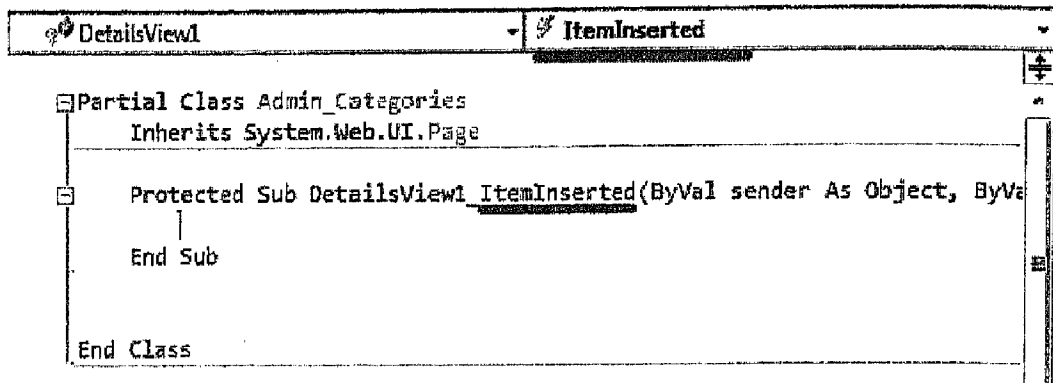 DetailsView1 ItemInserted
Partial Class Admin_Categories
Inherits System.Web.UI.Page
Protected Sub DetailsView1_ItemInserted(ByVal sender As Object, ByVa
End Sub
End Class